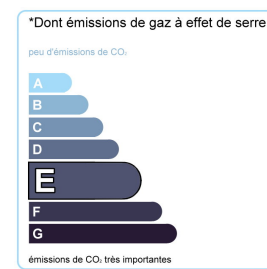 *Dont émissions de gaz à effet de serre
peu d'émissions de CO₂
A
B
C
D
E
F
G
émissions de CO₂ très importantes